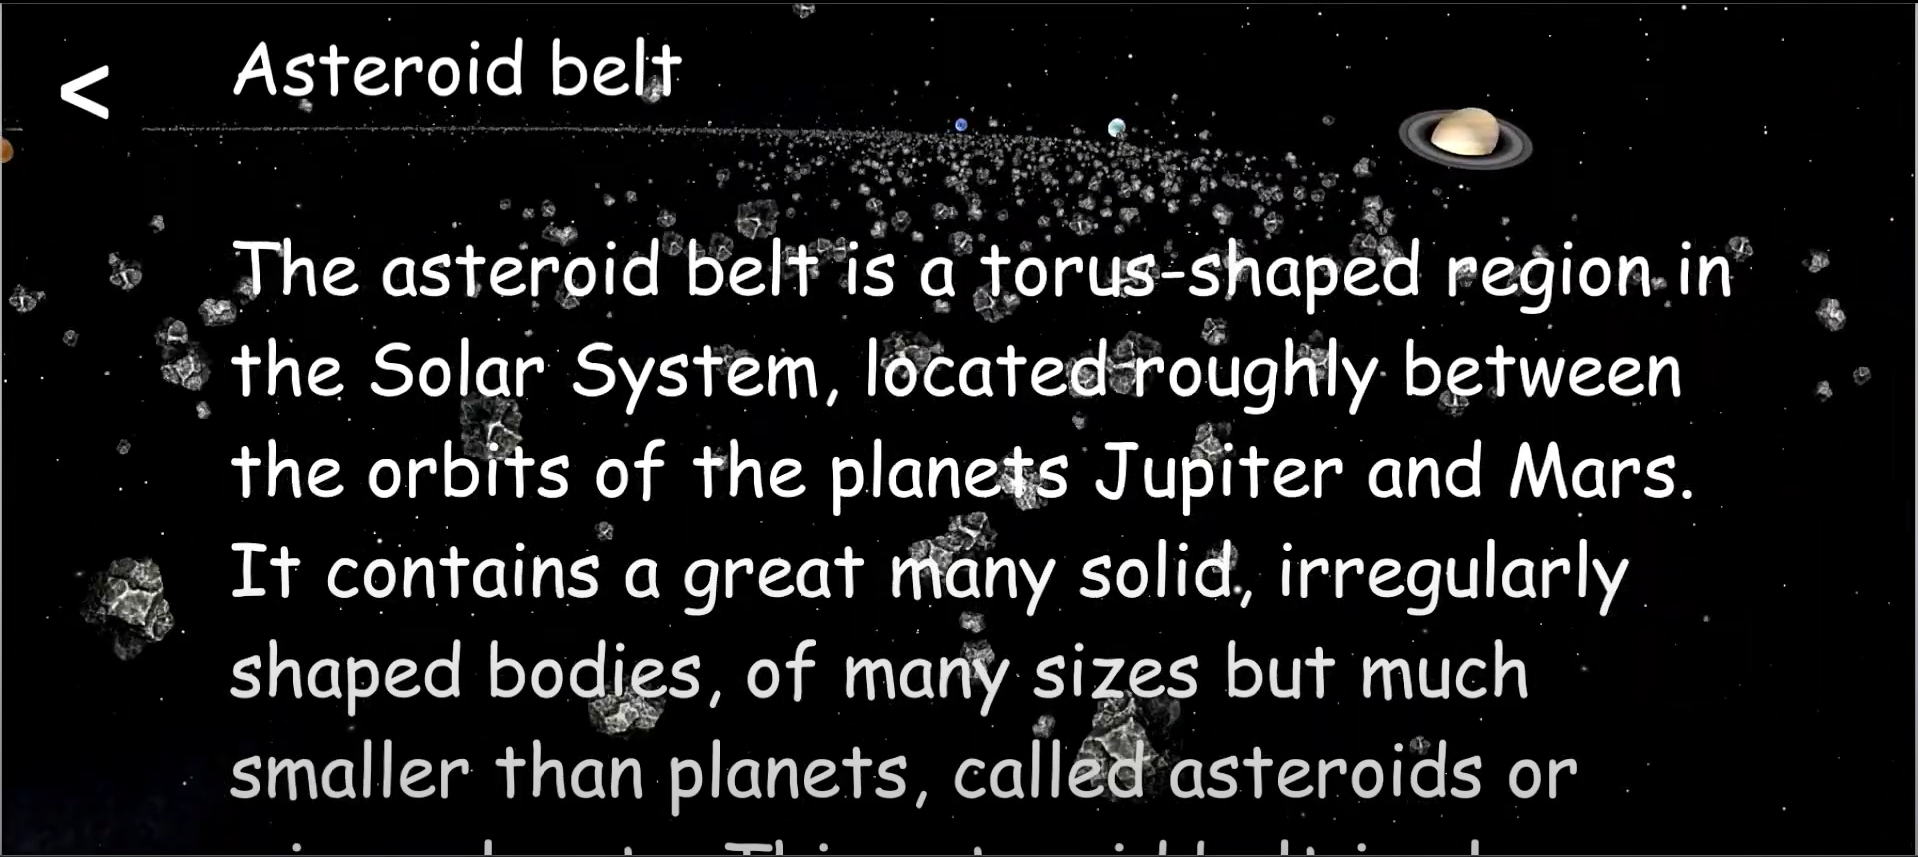 <
Asteroid belt
The asteroid belt is a torus-shaped region in
the Solar System, located roughly between
the orbits of the planets Jupiter and Mars.
It contains a great many solid, irregularly
shaped bodies, of many sizes but much
smaller than planets, called asteroids or